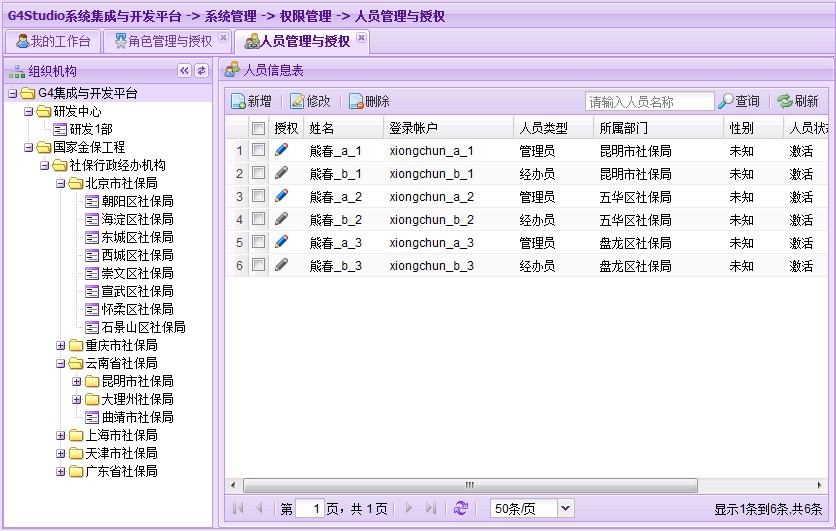 G4Studio系统集成与开发平台 -> 系统管理 -> 权限管理 -> 人员管理与授权
我的工作台 角色管理与授权 人员管理与授权
组织机构
G4集成与开发平台
研发中心
研发1部
国家金保工程
社保行政经办机构
北京市社保局
朝阳区社保局
海淀区社保局
东城区社保局
西城区社保局
崇文区社保局
宣武区社保局
怀柔区社保局
石景山区社保局
重庆市社保局
云南省社保局
昆明市社保局
大理州社保局
曲靖市社保局
上海市社保局
天津市社保局
广东省社保局
人员信息表
新增 修改 删除 请输入人员名称 查询 刷新
授权 姓名 登录帐户 人员类型 所属部门 性别 人员状
1 熊春_a_1 xiongchun_a_1 管理员 昆明市社保局 未知 激活
2 熊春_b_1 xiongchun_b_1 经办员 昆明市社保局 未知 激活
3 熊春_a_2 xiongchun_a_2 管理员 五华区社保局 未知 激活
4 熊春_b_2 xiongchun_b_2 经办员 五华区社保局 未知 激活
5 熊春_a_3 xiongchun_a_3 管理员 盘龙区社保局 未知 激活
6 熊春_b_3 xiongchun_b_3 经办员 盘龙区社保局 未知 激活
第 1 页，共 1 页 50条/页 显示1条到6条,共6条